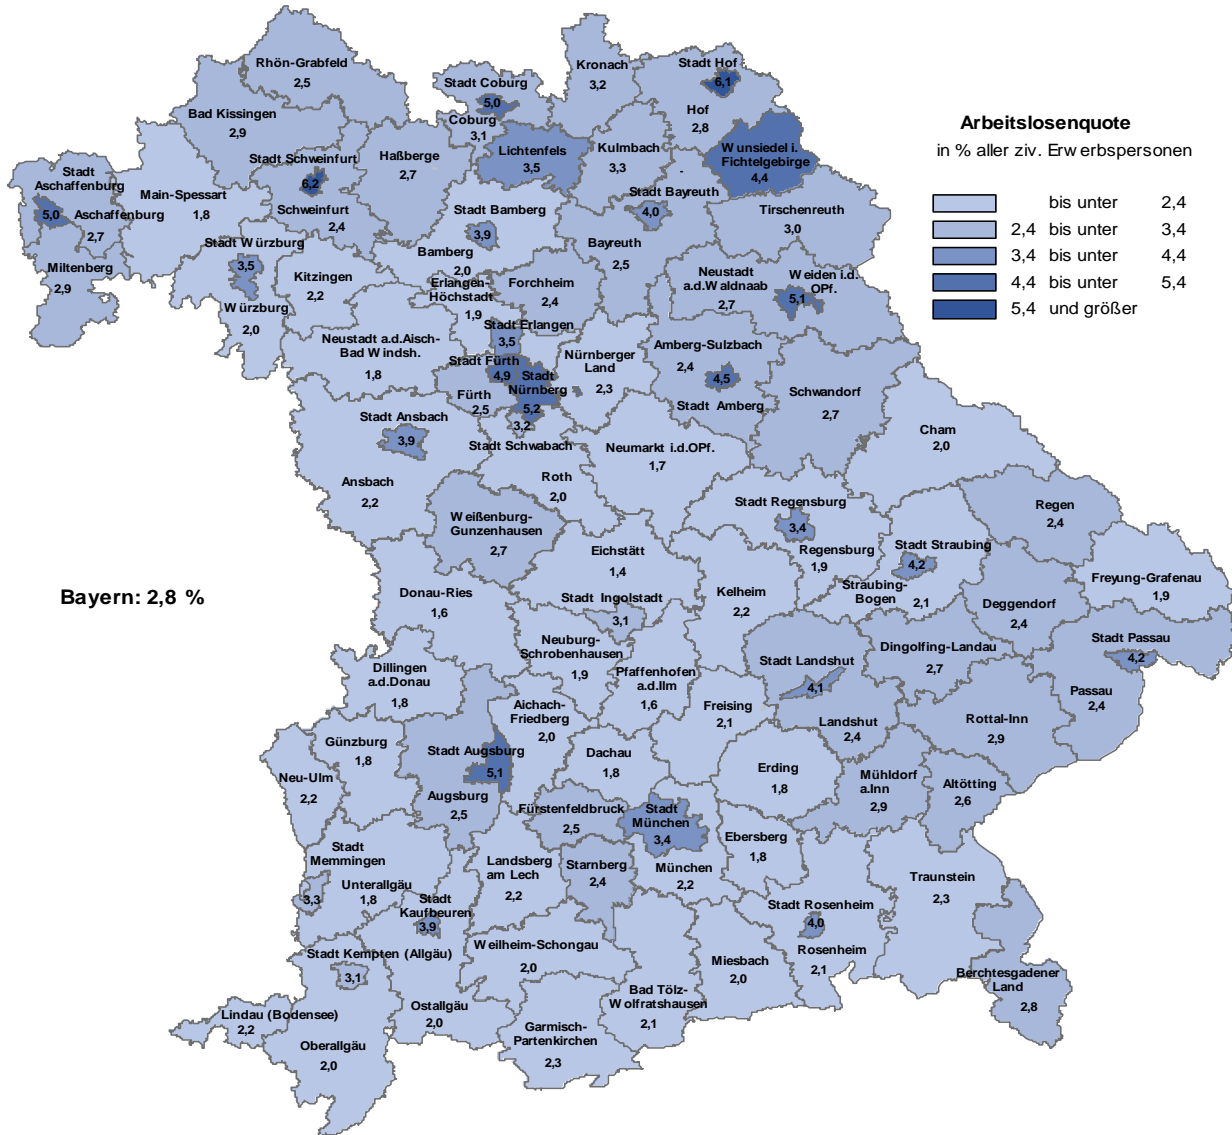 Rhön-Grabfeld
2,5
Bad Kissingen
2,9
Stadt Coburg
5,0
Coburg
3,1
Kronach
3,2
Stadt Hof
6,1
Hof
2,8
Lichtenfels
3,5
Kulmbach
3,3
Wunsiedel i.
Fichtelgebirge
4,4
Arbeitslosenquote
in % aller ziv. Erwerbspersonen
bis unter 2,4
2,4 bis unter 3,4
3,4 bis unter 4,4
4,4 bis unter 5,4
5,4 und größer
Stadt
Aschaffenburg
5,0
Aschaffenburg
2,7
Main-Spessart
1,8
Stadt Schweinfurt
6,2
Schweinfurt
2,4
Haßberge
2,7
Stadt Bamberg
3,9
Bamberg
2,0
-
Stadt Bayreuth
4,0
Bayreuth
2,5
Tirschenreuth
3,0
Miltenberg
2,9
Stadt Würzburg
3,5
Würzburg
2,0
Kitzingen
2,2
Erlangen-
Höchstadt
1,9
Forchheim
2,4
Neustadt
a.d.Waldnaab
2,7
Weiden i.d.
OPf.
5,1
Neustadt a.d.Aisch-
Bad Windsh.
1,8
Stadt Erlangen
3,5
Stadt Fürth
4,9
Stadt
Nürnberg
5,2
Fürth
2,5
Nürnberger
Land
2,3
Amberg-Sulzbach
2,4
4,5
Stadt Amberg
Schwandorf
2,7
Stadt Ansbach
3,9
Ansbach
2,2
3,2
Stadt Schwabach
Roth
2,0
Neumarkt i.d.OPf.
1,7
Cham
2,0
Weißenburg-
Gunzenhausen
2,7
Stadt Regensburg
3,4
Regensburg
1,9
Stadt Straubing
4,2
Straubing-
Bogen
2,1
Regen
2,4
Freyung-Grafenau
1,9
Bayern: 2,8 %
Donau-Ries
1,6
Eichstätt
1,4
Stadt Ingolstadt
3,1
Kelheim
2,2
Deggendorf
2,4
Dingolfing-Landau
2,7
Stadt Passau
4,2
Passau
2,4
Dillingen
a.d.Donau
1,8
Neuburg-
Schrobenhausen
1,9
Pfaffenhofen
a.d.Ilm
1,6
Stadt Landshut
4,1
Landshut
2,4
Rottal-Inn
2,9
Günzburg
1,8
Neu-Ulm
2,2
Stadt Augsburg
5,1
Augsburg
2,5
Aichach-
Friedberg
2,0
Dachau
1,8
Freising
2,1
Erding
1,8
Mühldorf
a.Inn
2,9
Altötting
2,6
Fürstenfeldbruck
2,5
Stadt
München
3,4
München
2,2
Ebersberg
1,8
Stadt
Memmingen
3,3
Unterallgäu
1,8
Landsberg
am Lech
2,2
Starnberg
2,4
Traunstein
2,3
Stadt
Kaufbeuren
3,9
Stadt Rosenheim
4,0
Rosenheim
2,1
Stadt Kempten (Allgäu)
3,1
Weilheim-Schongau
2,0
Miesbach
2,0
Bad Tölz-
Wolfratshausen
2,1
Berchtesgadener
Land
2,8
Lindau (Bodensee)
2,2
Oberallgäu
2,0
Ostallgäu
2,0
Garmisch-
Partenkirchen
2,3